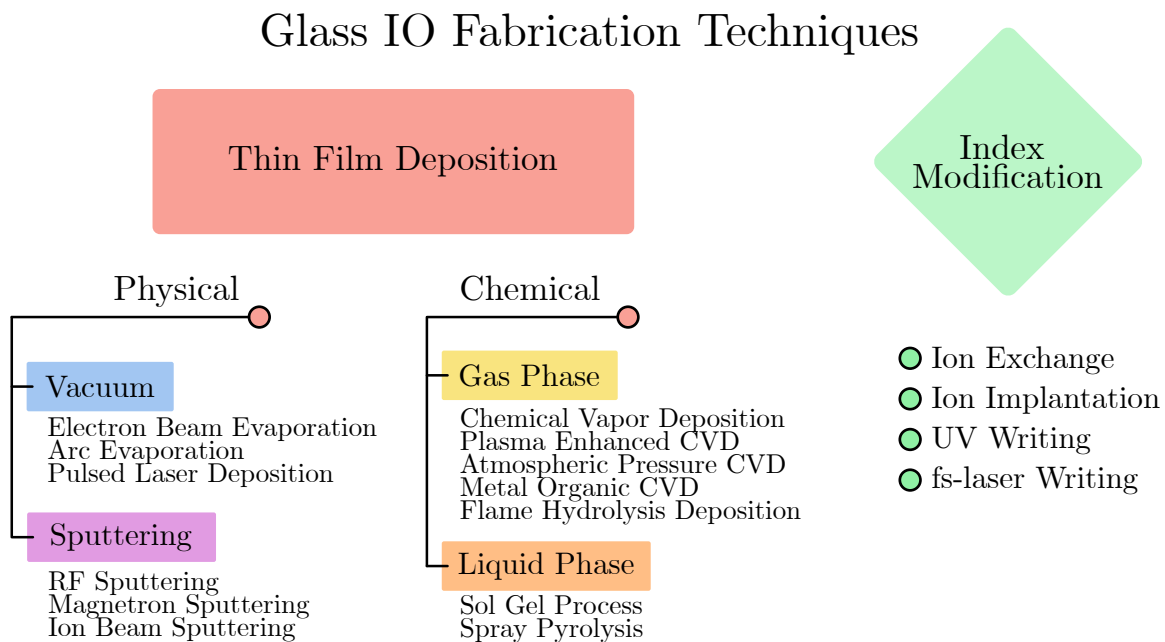 Glass IO Fabrication Techniques
Thin Film Deposition
Index
Modification
Physical
Vacuum
Electron Beam Evaporation
Arc Evaporation
Pulsed Laser Deposition
Sputtering
RF Sputtering
Magnetron Sputtering
Ion Beam Sputtering
Chemical
Gas Phase
Chemical Vapor Deposition
Plasma Enhanced CVD
Atmospheric Pressure CVD
Metal Organic CVD
Flame Hydrolysis Deposition
Liquid Phase
Sol Gel Process
Spray Pyrolysis
Ion Exchange
Ion Implantation
UV Writing
fs-laser Writing